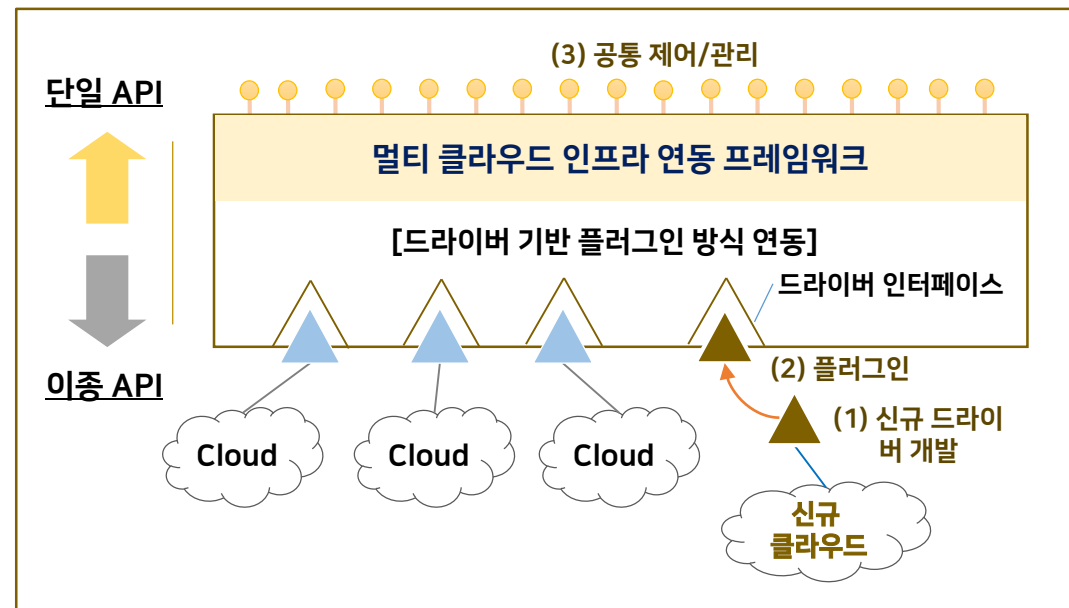 (3) 공통 제어/관리
단일 API
멀티 클라우드 인프라 연동 프레임워크
[드라이버 기반 플러그인 방식 연동]
드라이버 인터페이스
이종 API
(2) 플러그인
(1) 신규 드라이
버 개발
Cloud
Cloud
Cloud
신규
클라우드